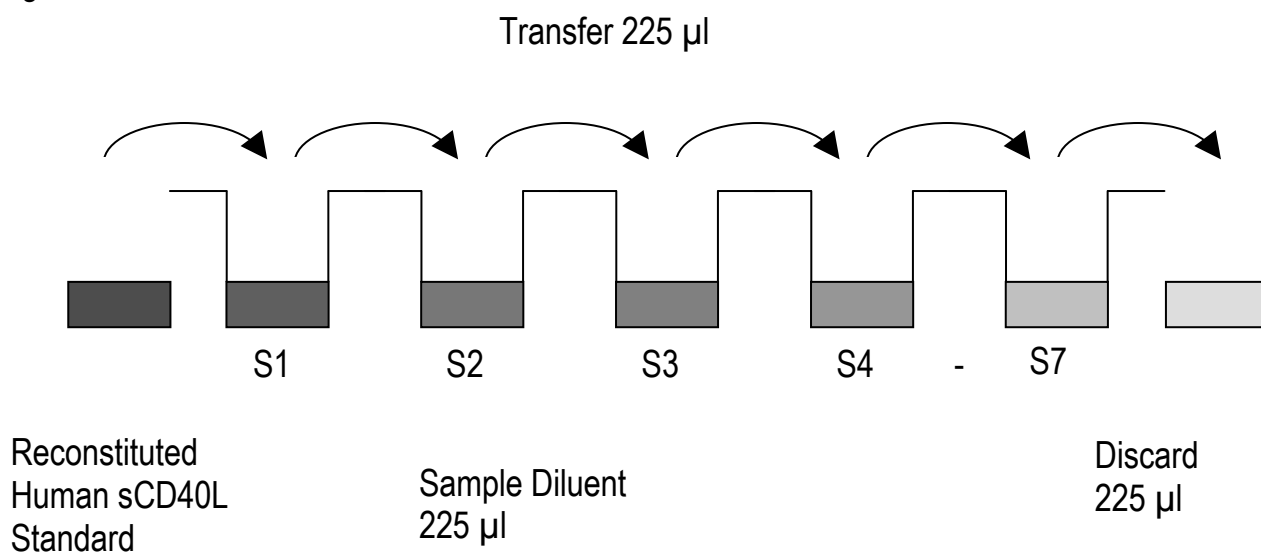 Transfer 225 µl
S1 S2 S3 S4 - S7
Reconstituted
Human sCD40L
Standard
Sample Diluent
225 µl
Discard
225 µl